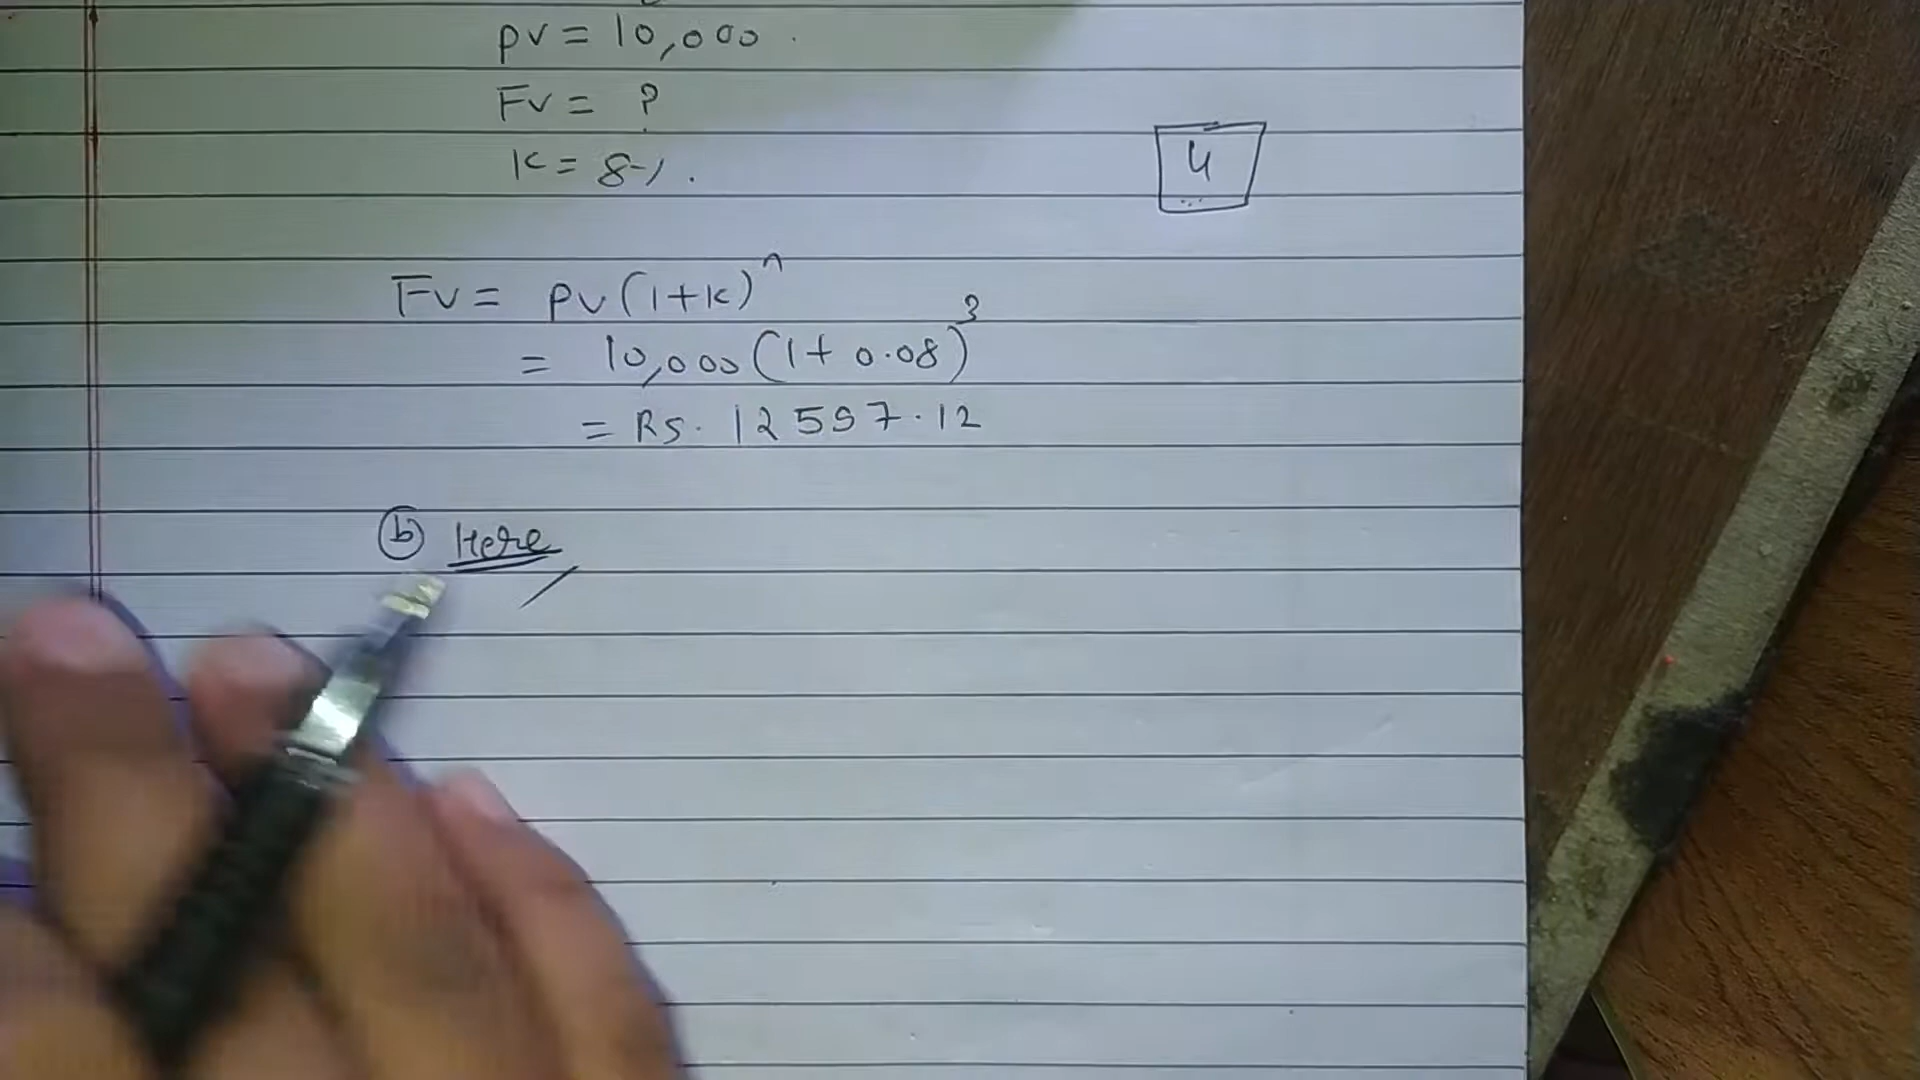 PV = 10,000.
FV = ?
K = 8%.
4
FV = PV(1+K)^n
= 10,000(1+0.08)^3
= RS. 12597.12
(b) Here